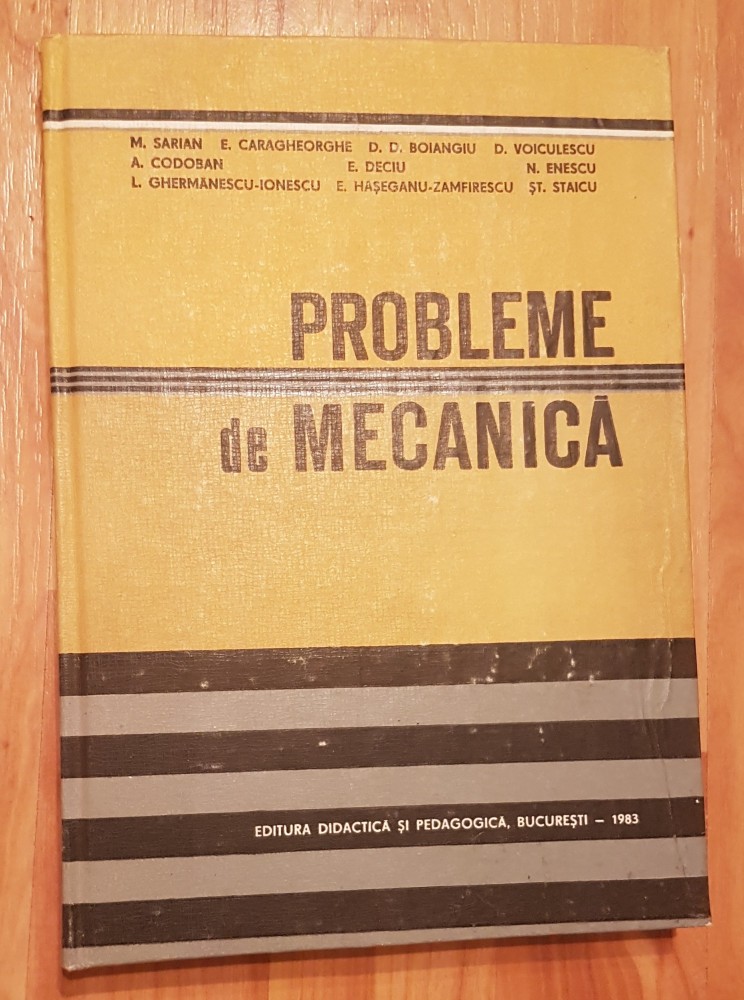 M. SARIAN E. CARAGHEORGHE D. D. BOIANGIU D. VOICULESCU
A. CODOBAN E. DECIU N. ENESCU
L. GHERMĂNESCU-IONESCU E. HAȘEGANU-ZAMFIRESCU ȘT. STAICU
PROBLEME
de MECANICĂ
EDITURA DIDACTICĂ ȘI PEDAGOGICĂ, BUCUREȘTI – 1983